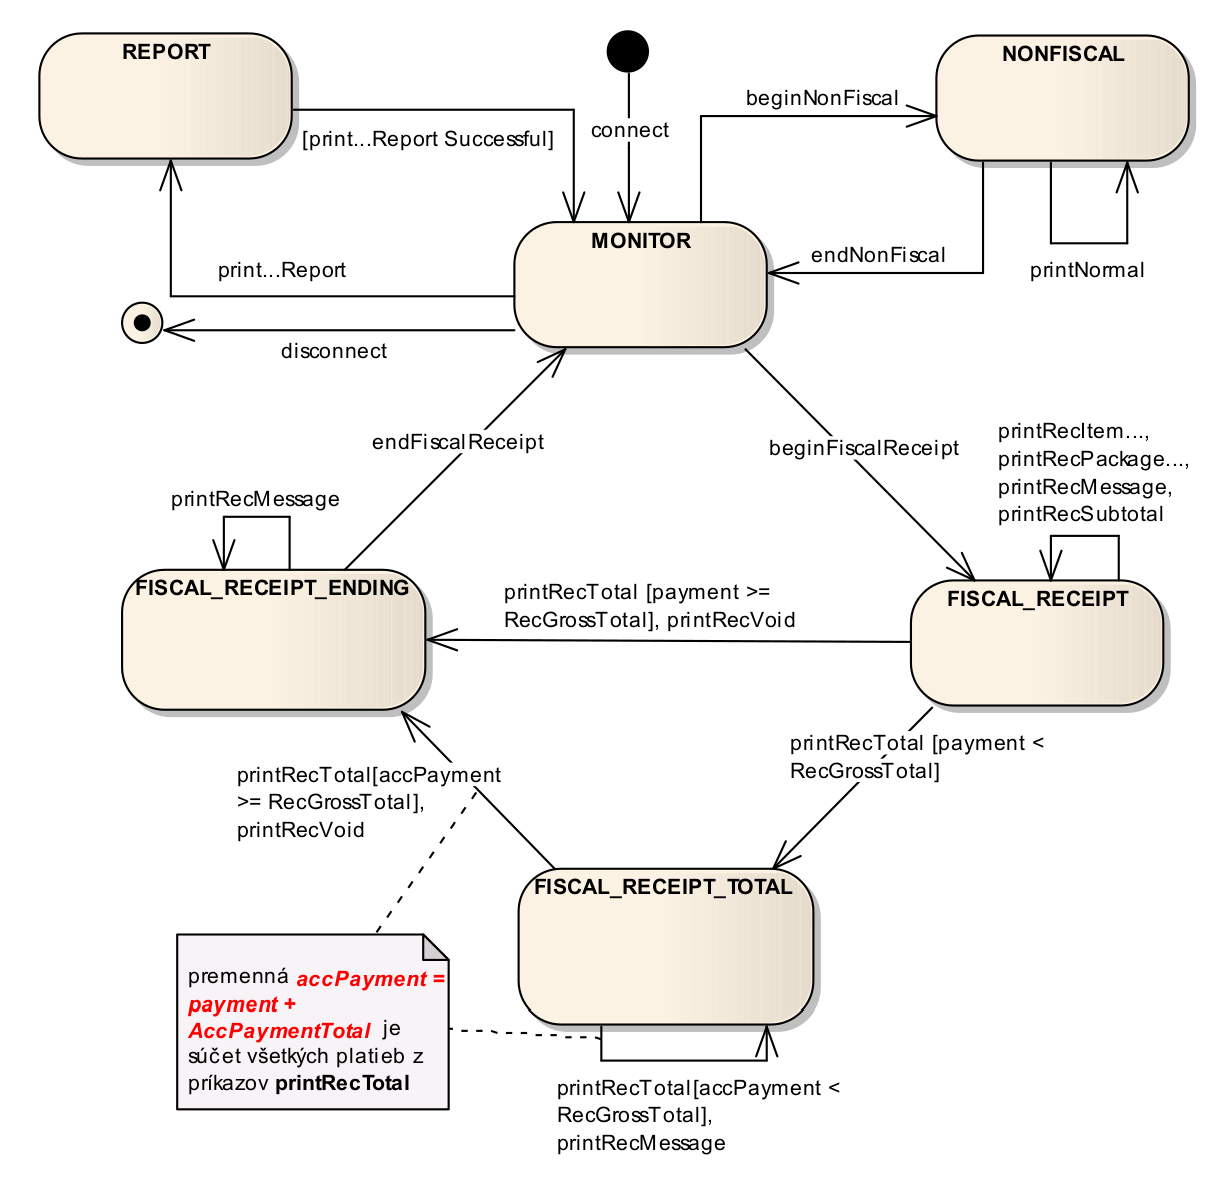 REPORT
NONFISCAL
beginNonFiscal
connect
[print...Report Successful]
MONITOR
endNonFiscal
print...Report
printNormal
disconnect
endFiscalReceipt
beginFiscalReceipt
printRecItem...,
printRecPackage...,
printRecMessage,
printRecSubtotal
printRecMessage
FISCAL_RECEIPT_ENDING
printRecTotal [payment >=
RecGrossTotal], printRecVoid
FISCAL_RECEIPT
printRecTotal [payment <
RecGrossTotal]
printRecTotal[accPayment
>= RecGrossTotal],
printRecVoid
FISCAL_RECEIPT_TOTAL
premenná accPayment =
payment +
AccPaymentTotal je
súčet všetkých platieb z
príkazov printRecTotal
printRecTotal[accPayment <
RecGrossTotal],
printRecMessage